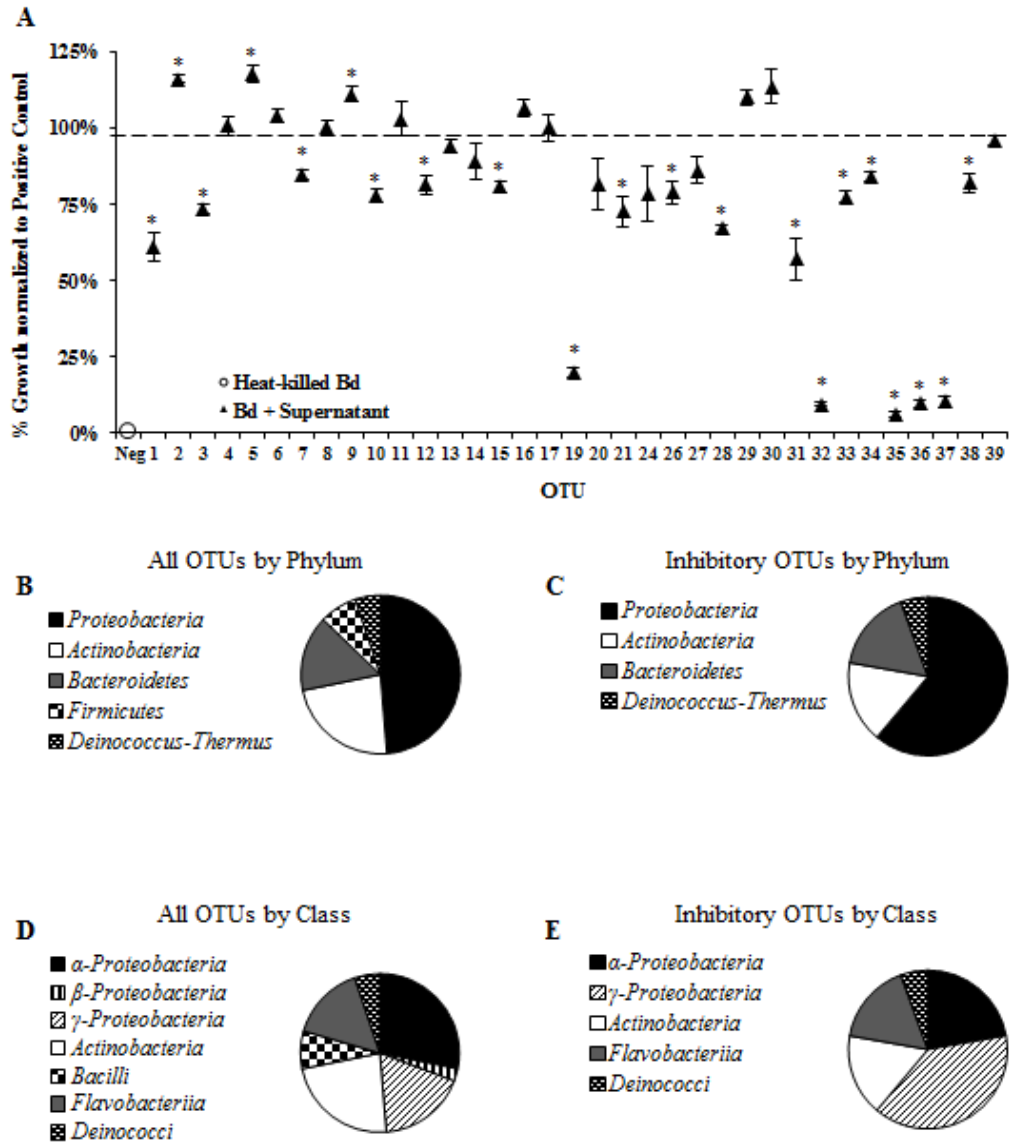 A
% Growth normalized to Positive Control
125%
100%
75%
50%
25%
0%
* * * * * * * * * * * * * * * * * * * *
○ Heat-killed Bd
▲ Bd + Supernatant
Neg 1 2 3 4 5 6 7 8 9 10 11 12 13 14 15 16 17 19 20 21 24 26 27 28 29 30 31 32 33 34 35 36 37 38 39
OTU
B
All OTUs by Phylum
Proteobacteria
Actinobacteria
Bacteroidetes
Firmicutes
Deinococcus-Thermus
C
Inhibitory OTUs by Phylum
Proteobacteria
Actinobacteria
Bacteroidetes
Deinococcus-Thermus
D
All OTUs by Class
α-Proteobacteria
β-Proteobacteria
γ-Proteobacteria
Actinobacteria
Bacilli
Flavobacteriia
Deinococci
E
Inhibitory OTUs by Class
α-Proteobacteria
γ-Proteobacteria
Actinobacteria
Flavobacteriia
Deinococci